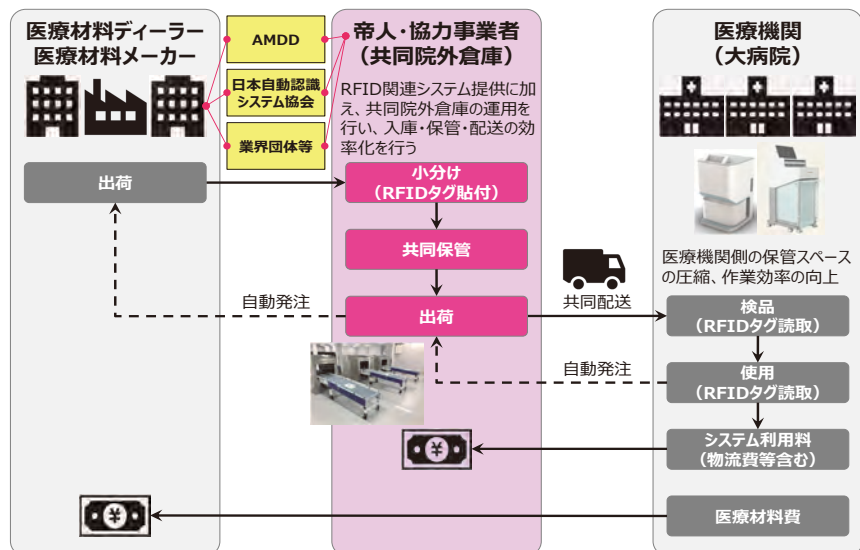 医療材料ディーラー
医療材料メーカー
AMDD
日本自動認識
システム協会
業界団体等
帝人・協力事業者
（共同院外倉庫）
RFID関連システム提供に加
え、共同院外倉庫の運用を
行い、入庫・保管・配送の効
率化を行う
医療機関
（大病院）
出荷
小分け
（RFIDタグ貼付）
共同保管
医療機関側の保管スペース
の圧縮、作業効率の向上
自動発注
出荷
共同配送
検品
（RFIDタグ読取）
自動発注
使用
（RFIDタグ読取）
¥
システム利用料
（物流費等含む）
¥
医療材料費